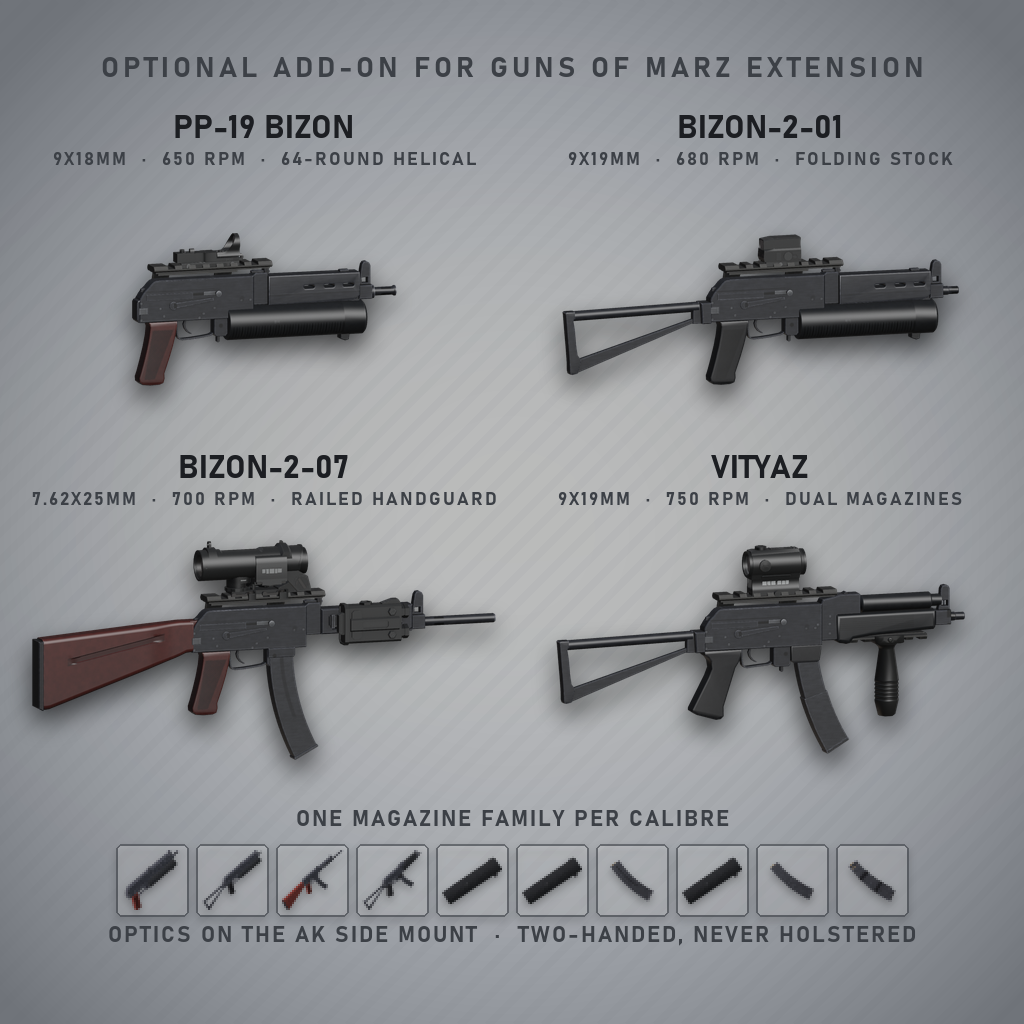 OPTIONAL ADD-ON FOR GUNS OF MARZ EXTENSION
PP-19 BIZON
9X18MM · 650 RPM · 64-ROUND HELICAL
BIZON-2-01
9X19MM · 680 RPM · FOLDING STOCK
BIZON-2-07
7.62X25MM · 700 RPM · RAILED HANDGUARD
VITYAZ
9X19MM · 750 RPM · DUAL MAGAZINES
ONE MAGAZINE FAMILY PER CALIBRE
OPTICS ON THE AK SIDE MOUNT · TWO-HANDED, NEVER HOLSTERED